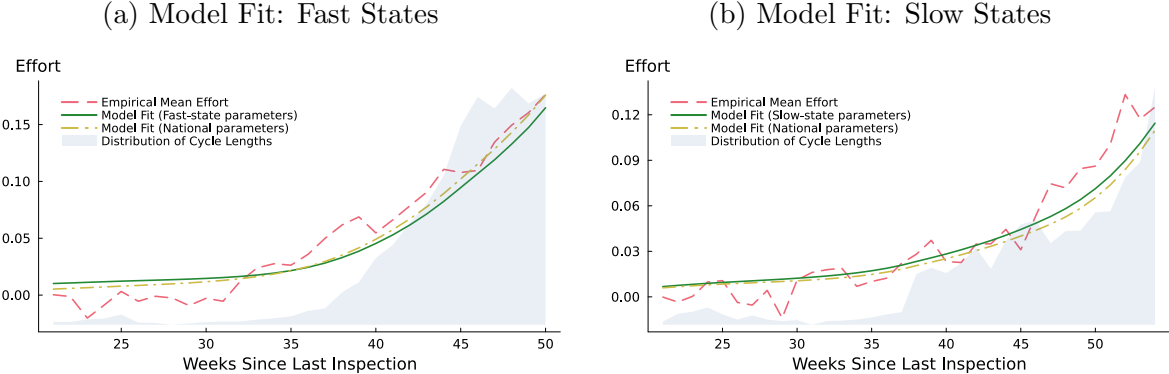 (a) Model Fit: Fast States
Effort
Empirical Mean Effort
Model Fit (Fast-state parameters)
Model Fit (National parameters)
Distribution of Cycle Lengths
0.15
0.10
0.05
0.00
25 30 35 40 45 50
Weeks Since Last Inspection
(b) Model Fit: Slow States
Effort
Empirical Mean Effort
Model Fit (Slow-state parameters)
Model Fit (National parameters)
Distribution of Cycle Lengths
0.12
0.09
0.06
0.03
0.00
25 30 35 40 45 50
Weeks Since Last Inspection